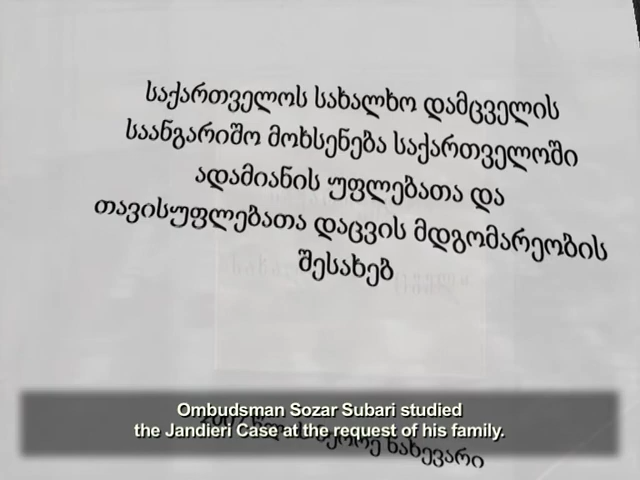 საქართველოს სახალხო დამცველის
საანგარიშო მოხსენება საქართველოში
ადამიანის უფლებათა და
თავისუფლებათა დაცვის მდგომარეობის
შესახებ
Ombudsman Sozar Subari studied
the Jandieri Case at the request of his family.
ნახევარი